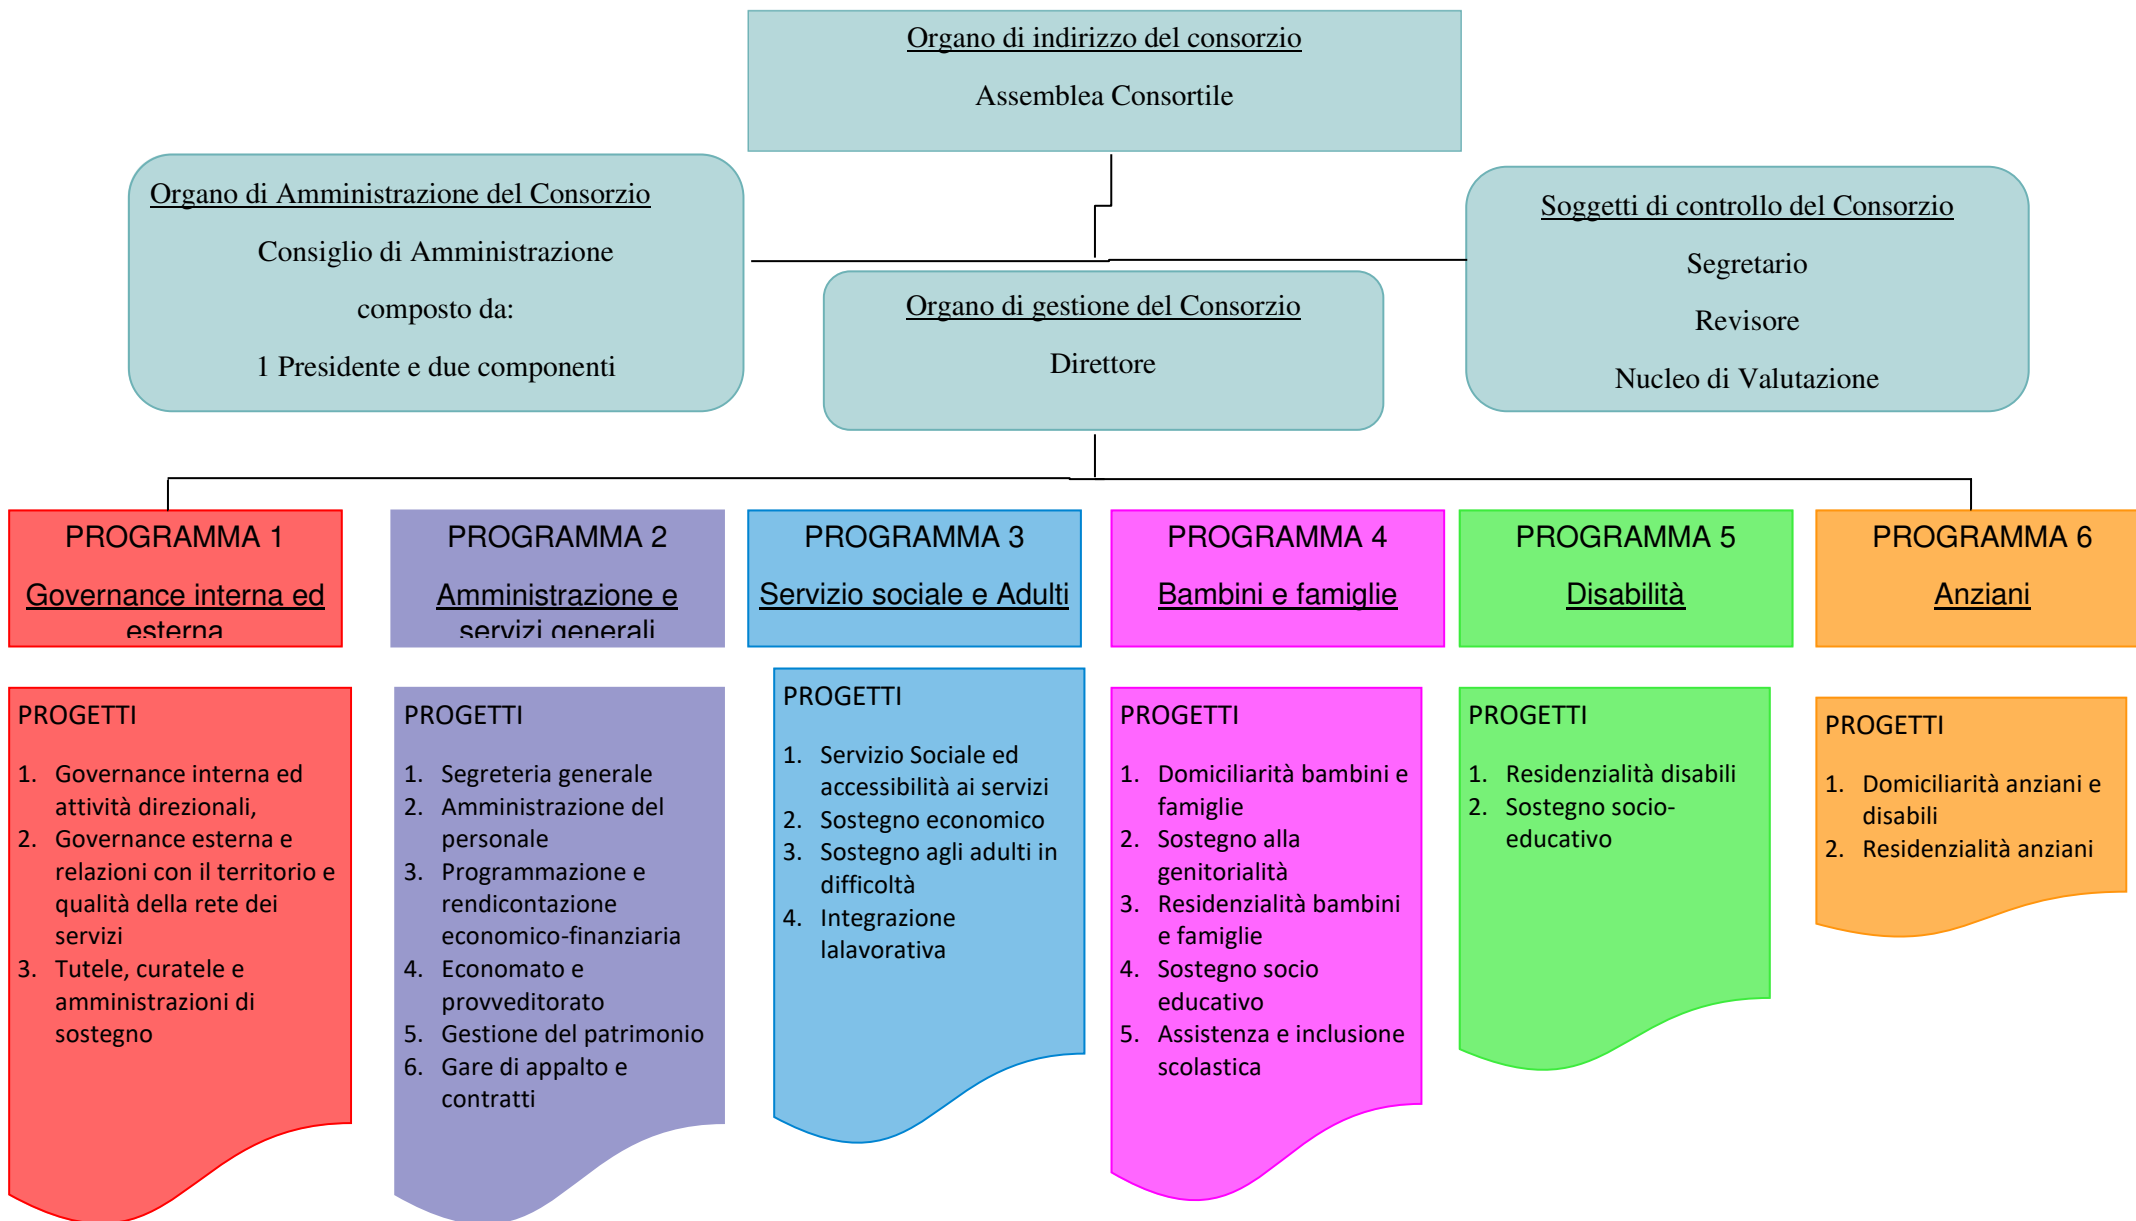 Organo di indirizzo del consorzio
Assemblea Consortile
Organo di Amministrazione del Consorzio
Consiglio di Amministrazione
composto da:
1 Presidente e due componenti
Organo di gestione del Consorzio
Direttore
Soggetti di controllo del Consorzio
Segretario
Revisore
Nucleo di Valutazione
PROGRAMMA 1
Governance interna ed
esterna
PROGRAMMA 2
Amministrazione e
servizi generali
PROGRAMMA 3
Servizio sociale e Adulti
PROGRAMMA 4
Bambini e famiglie
PROGRAMMA 5
Disabilità
PROGRAMMA 6
Anziani
PROGETTI
1. Governance interna ed
attività direzionali,
2. Governance esterna e
relazioni con il territorio e
qualità della rete dei
servizi
3. Tutele, curatele e
amministrazioni di
sostegno
PROGETTI
1. Segreteria generale
2. Amministrazione del
personale
3. Programmazione e
rendicontazione
economico-finanziaria
4. Economato e
provveditorato
5. Gestione del patrimonio
6. Gare di appalto e
contratti
PROGETTI
1. Servizio Sociale ed
accessibilità ai servizi
2. Sostegno economico
3. Sostegno agli adulti in
difficoltà
4. Integrazione
lalavorativa
PROGETTI
1. Domiciliarità bambini e
famiglie
2. Sostegno alla
genitorialità
3. Residenzialità bambini
e famiglie
4. Sostegno socio
educativo
5. Assistenza e inclusione
scolastica
PROGETTI
1. Residenzialità disabili
2. Sostegno socio-
educativo
PROGETTI
1. Domiciliarità anziani e
disabili
2. Residenzialità anziani